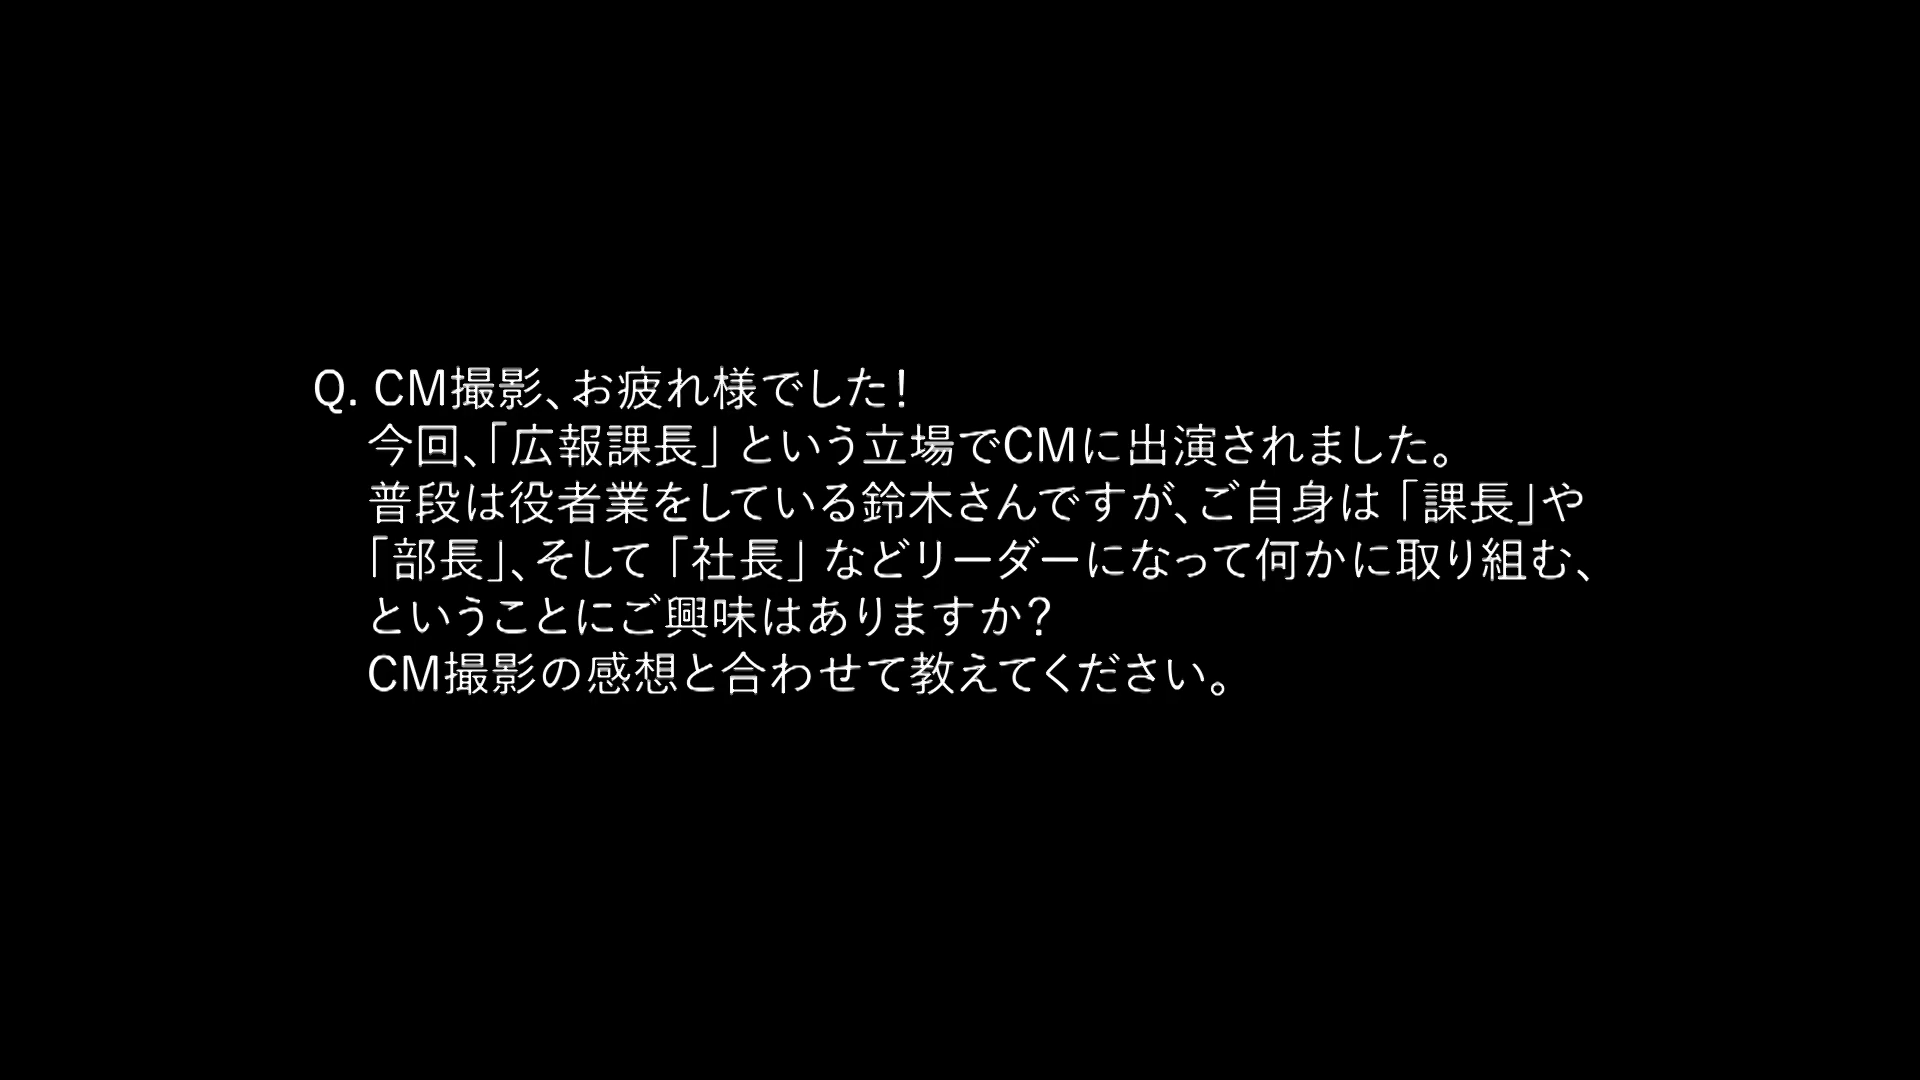 Q. CM撮影、お疲れ様でした!
今回、「広報課長」という立場でCMに出演されました。
普段は役者業をしている鈴木さんですが、ご自身は「課長」や
「部長」、そして「社長」などリーダーになって何かに取り組む、
ということにご興味はありますか?
CM撮影の感想と合わせて教えてください。